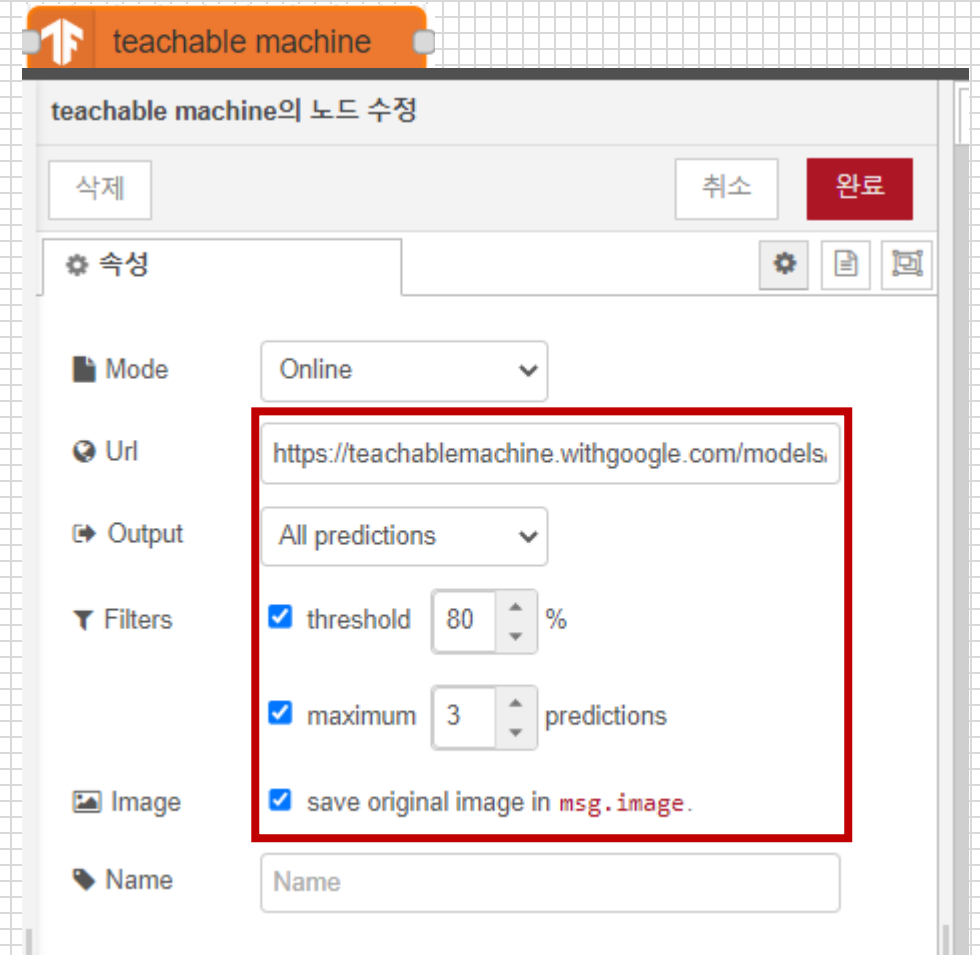 teachable machine
teachable machine의 노드 수정
삭제 취소 완료
속성
Mode Online
Url https://teachablemachine.withgoogle.com/models/
Output All predictions
Filters threshold 80 %
maximum 3 predictions
Image save original image in msg.image.
Name Name